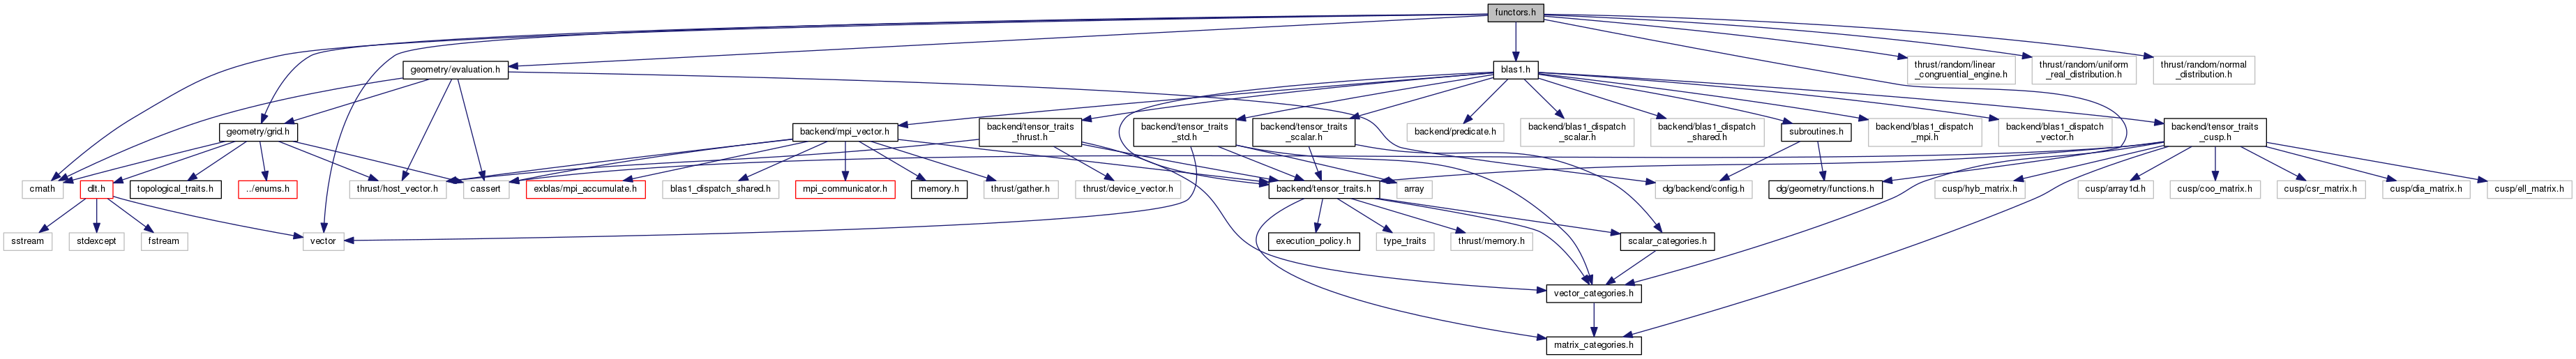 functors.h
geometry/evaluation.h
blas1.h
thrust/random/linear
_congruential_engine.h
thrust/random/uniform
_real_distribution.h
thrust/random/normal
_distribution.h
geometry/grid.h
backend/mpi_vector.h
backend/tensor_traits
_thrust.h
backend/tensor_traits
_std.h
backend/tensor_traits
_scalar.h
backend/predicate.h
backend/blas1_dispatch
_scalar.h
backend/blas1_dispatch
_shared.h
subroutines.h
backend/blas1_dispatch
_mpi.h
backend/blas1_dispatch
_vector.h
backend/tensor_traits
_cusp.h
cmath
dlt.h
topological_traits.h
../enums.h
thrust/host_vector.h
cassert
exblas/mpi_accumulate.h
blas1_dispatch_shared.h
mpi_communicator.h
memory.h
thrust/gather.h
thrust/device_vector.h
backend/tensor_traits.h
array
dg/backend/config.h
dg/geometry/functions.h
cusp/hyb_matrix.h
cusp/array1d.h
cusp/coo_matrix.h
cusp/csr_matrix.h
cusp/dia_matrix.h
cusp/ell_matrix.h
sstream
stdexcept
fstream
vector
execution_policy.h
type_traits
thrust/memory.h
scalar_categories.h
vector_categories.h
matrix_categories.h